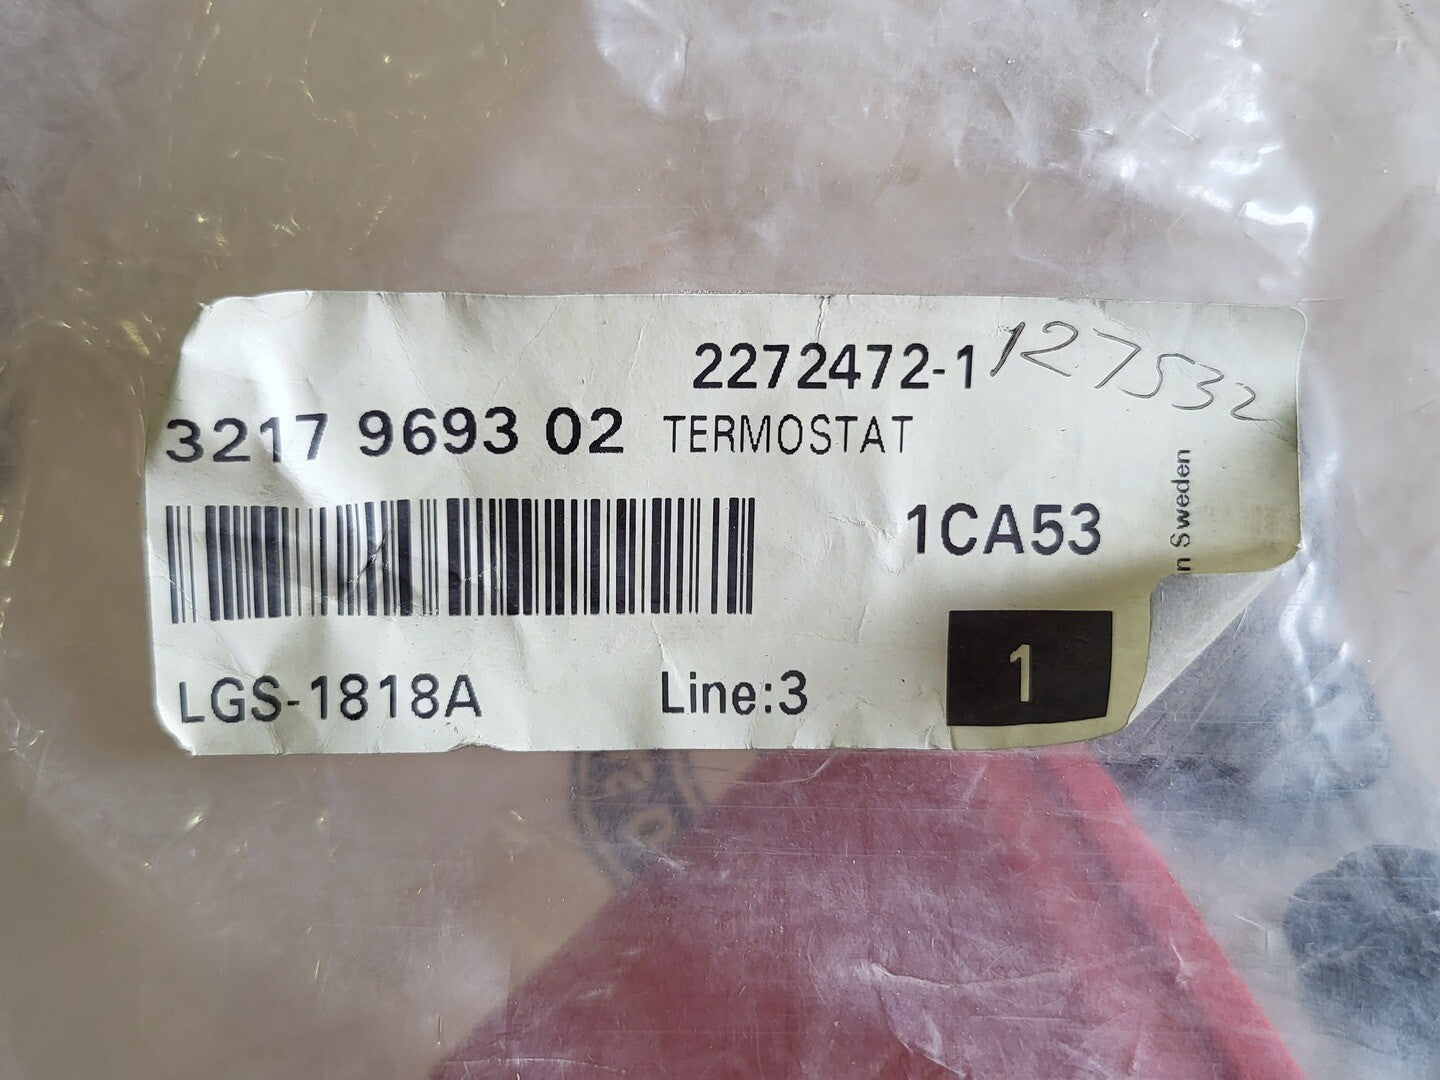 2272472-1 127532
3217 9693 02 TERMOSTAT
1CA53
n Sweden
LGS-1818A Line:3 1